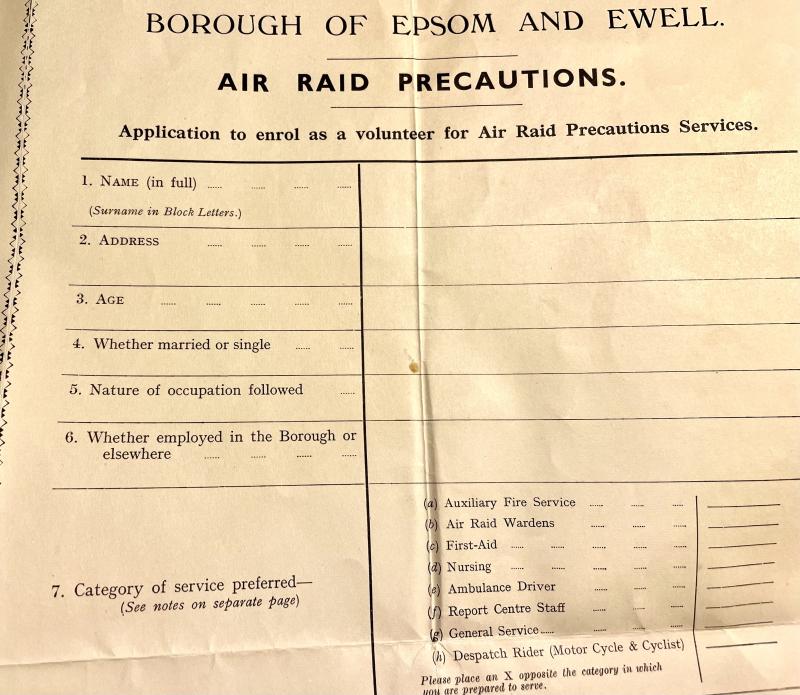 BOROUGH OF EPSOM AND EWELL.
AIR RAID PRECAUTIONS.
Application to enrol as a volunteer for Air Raid Precautions Services.
1. NAME (in full) ...... ...... ...... ......
(Surname in Block Letters.)
2. ADDRESS ...... ...... ...... ......
3. AGE ...... ...... ...... ...... ......
4. Whether married or single ...... ......
5. Nature of occupation followed ......
6. Whether employed in the Borough or
elsewhere ...... ...... ...... ......
7. Category of service preferred—
(See notes on separate page)
(a) Auxiliary Fire Service ...... ...... ......
(b) Air Raid Wardens ...... ...... ......
(c) First-Aid ...... ...... ...... ...... ......
(d) Nursing ...... ...... ...... ...... ......
(e) Ambulance Driver ...... ...... ......
(f) Report Centre Staff ...... ...... ......
(g) General Service ...... ...... ...... ......
(h) Despatch Rider (Motor Cycle & Cyclist)
Please place an X opposite the category in which
you are prepared to serve.